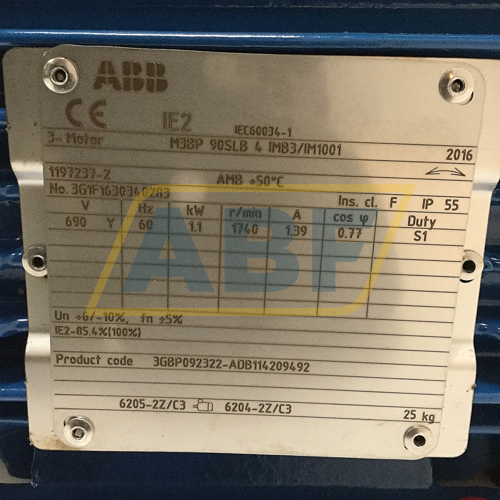 ABB
CE IE2 IEC60034-1
3~ Motor M3BP 90SLB 4 IMB3/IM1001 2016
1197237-2 AMB +50°C
No. 3G1F1630340203 Ins. cl. F IP 55
V Hz kW r/min A cos φ Duty
690 Y 60 1.1 1740 1.39 0.77 S1
ABF
Un +6/-10%, fn ±5%
IE2-85.4%(100%)
Product code 3GBP092322-ADB114209492
6205-2Z/C3 6204-2Z/C3 25 kg